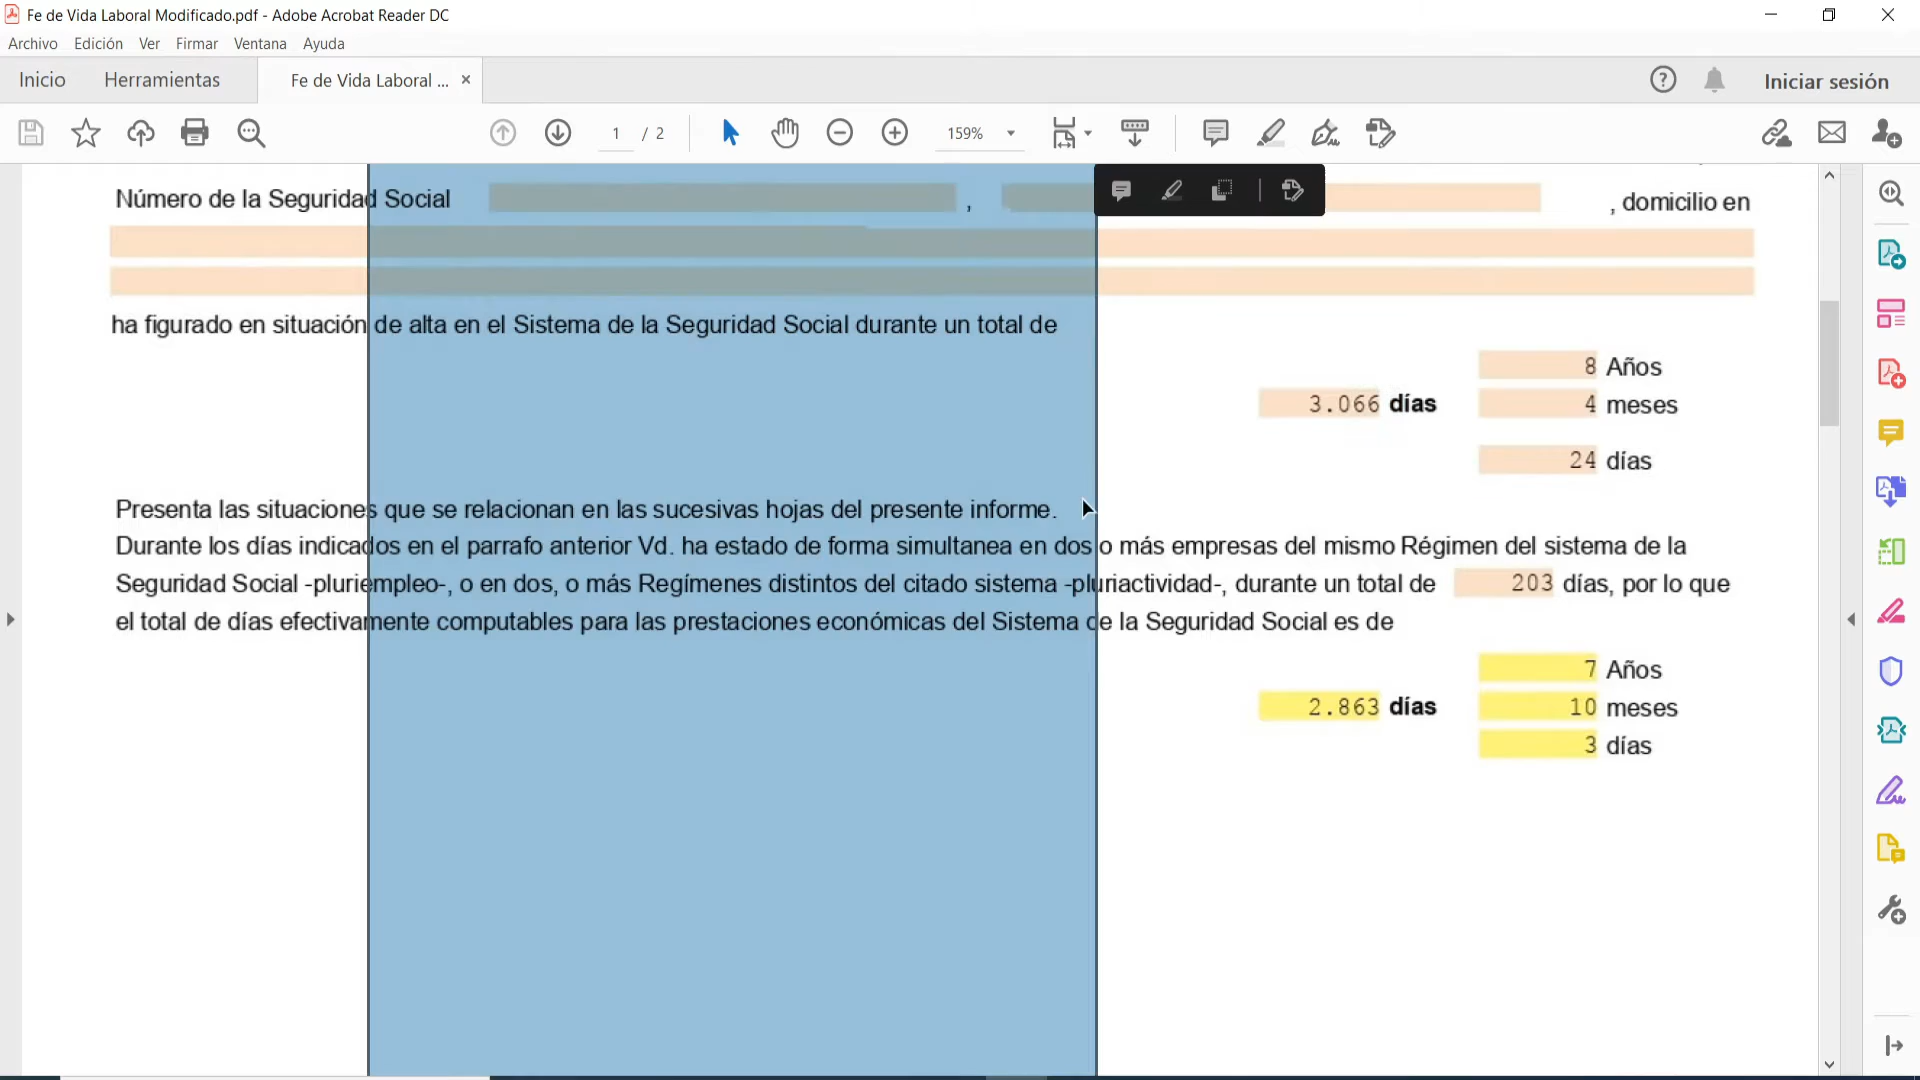 Fe de Vida Laboral Modificado.pdf - Adobe Acrobat Reader DC
Archivo Edición Ver Firmar Ventana Ayuda
Inicio Herramientas Fe de Vida Laboral ... × Iniciar sesión
1 / 2 159%
Número de la Seguridad Social , , domicilio en
ha figurado en situación de alta en el Sistema de la Seguridad Social durante un total de
8 Años
3.066 días 4 meses
24 días
Presenta las situaciones que se relacionan en las sucesivas hojas del presente informe.
Durante los días indicados en el parrafo anterior Vd. ha estado de forma simultanea en dos o más empresas del mismo Régimen del sistema de la
Seguridad Social -pluriempleo-, o en dos, o más Regímenes distintos del citado sistema -pluriactividad-, durante un total de 203 días, por lo que
el total de días efectivamente computables para las prestaciones económicas del Sistema de la Seguridad Social es de
7 Años
2.863 días 10 meses
3 días